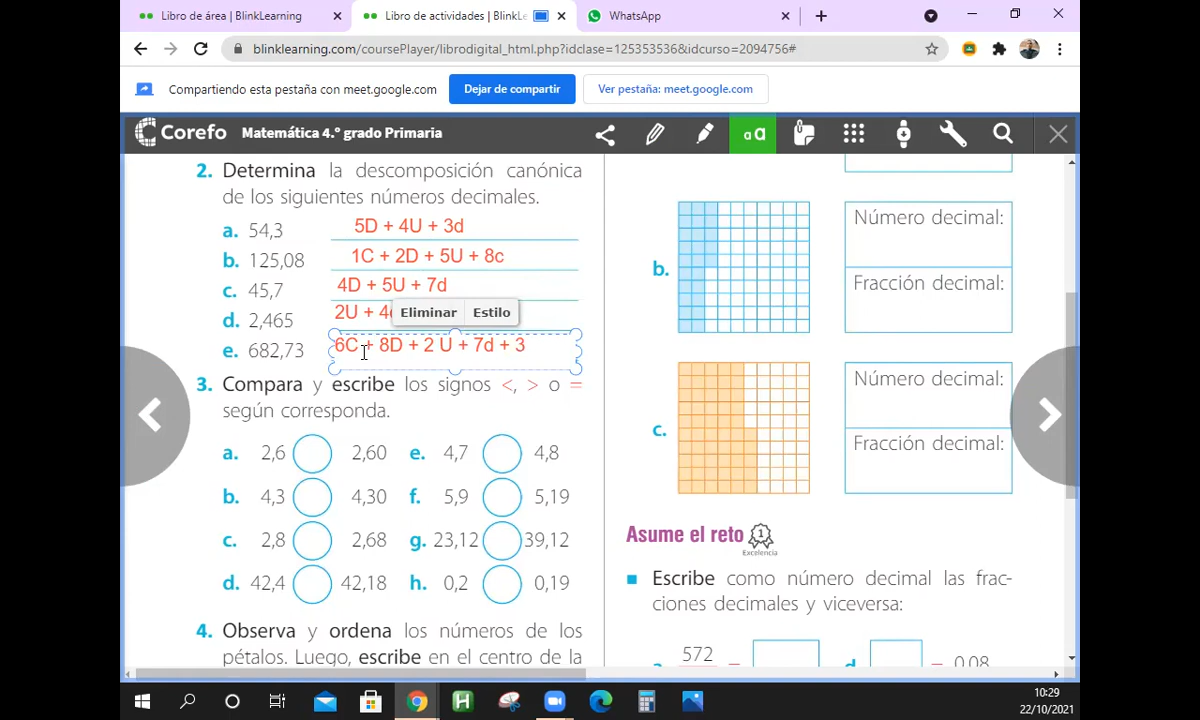 Libro de área | BlinkLearning
Libro de actividades | BlinkLe
WhatsApp
blinklearning.com/coursePlayer/librodigital_html.php?idclase=125353536&idcurso=2094756#
Compartiendo esta pestaña con meet.google.com
Dejar de compartir
Ver pestaña: meet.google.com
Corefo
Matemática 4.º grado Primaria
a a
2. Determina la descomposición canónica
de los siguientes números decimales.
a. 54,3 5D + 4U + 3d
b. 125,08 1C + 2D + 5U + 8c
c. 45,7 4D + 5U + 7d
d. 2,465 2U + 4
Eliminar Estilo
e. 682,73 6C + 8D + 2 U + 7d + 3
3. Compara y escribe los signos <, > o =
según corresponda.
a. 2,6 2,60 e. 4,7 4,8
b. 4,3 4,30 f. 5,9 5,19
c. 2,8 2,68 g. 23,12 39,12
d. 42,4 42,18 h. 0,2 0,19
4. Observa y ordena los números de los
pétalos. Luego, escribe en el centro de la
b.
Número decimal:
Fracción decimal:
c.
Número decimal:
Fracción decimal:
Asume el reto 1
Excelencia
Escribe como número decimal las frac-
ciones decimales y viceversa:
572 = = 0,08
10:29
22/10/2021